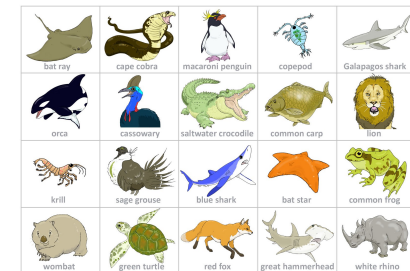 bat ray
cape cobra
macaroni penguin
copepod
Galapagos shark
orca
cassowary
saltwater crocodile
common carp
lion
krill
sage grouse
blue shark
bat star
common frog
wombat
green turtle
red fox
great hammerhead
white rhino